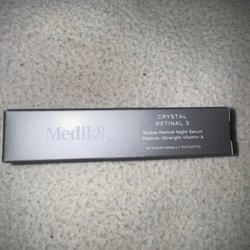 Medik8
CRYSTAL
RETINAL 3
Stable Retinal Night Serum
Medium-Strength Vitamin A
INTERNATIONALLY PATENTED